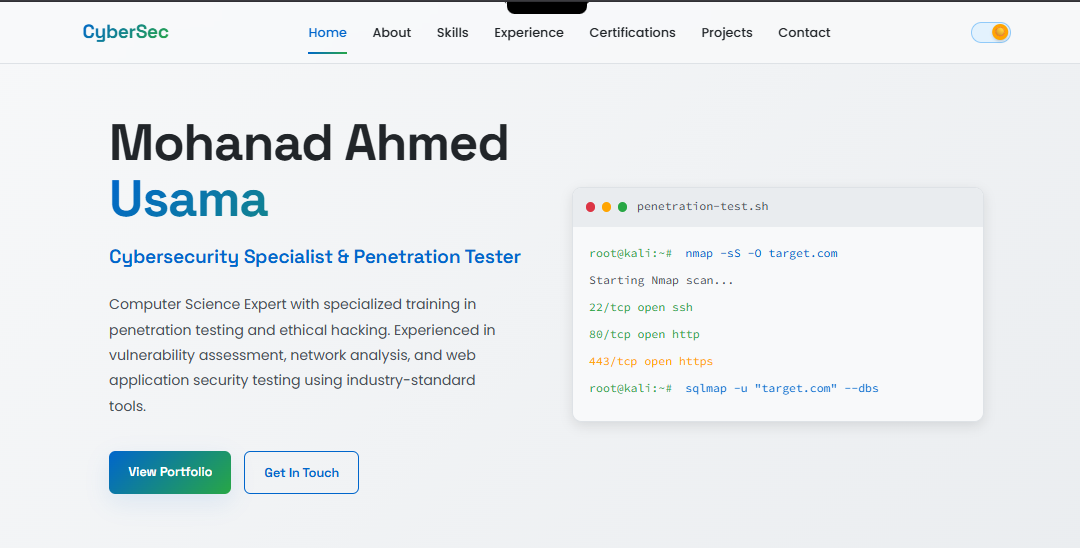 CyberSec
Home About Skills Experience Certifications Projects Contact
Mohanad Ahmed
Usama
Cybersecurity Specialist & Penetration Tester
Computer Science Expert with specialized training in
penetration testing and ethical hacking. Experienced in
vulnerability assessment, network analysis, and web
application security testing using industry-standard
tools.
View Portfolio
Get In Touch
penetration-test.sh
root@kali:~# nmap -sS -O target.com
Starting Nmap scan...
22/tcp open ssh
80/tcp open http
443/tcp open https
root@kali:~# sqlmap -u "target.com" --dbs